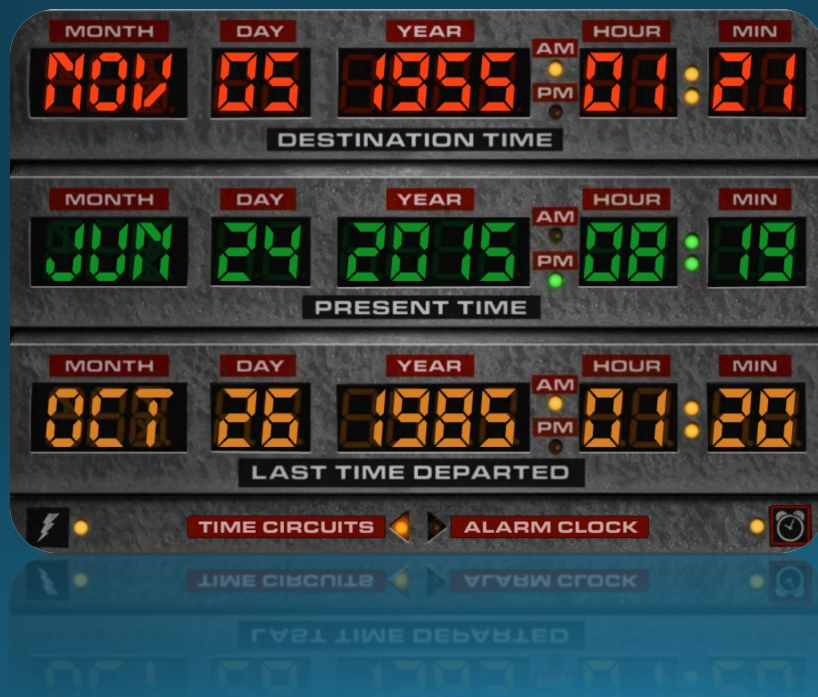 MONTH DAY YEAR HOUR MIN
AM
NOV 05 1955 01 : 21
PM
DESTINATION TIME
MONTH DAY YEAR HOUR MIN
AM
JUN 24 2015 08 : 19
PM
PRESENT TIME
MONTH DAY YEAR HOUR MIN
AM
OCT 26 1985 01 : 20
PM
LAST TIME DEPARTED
TIME CIRCUITS ALARM CLOCK